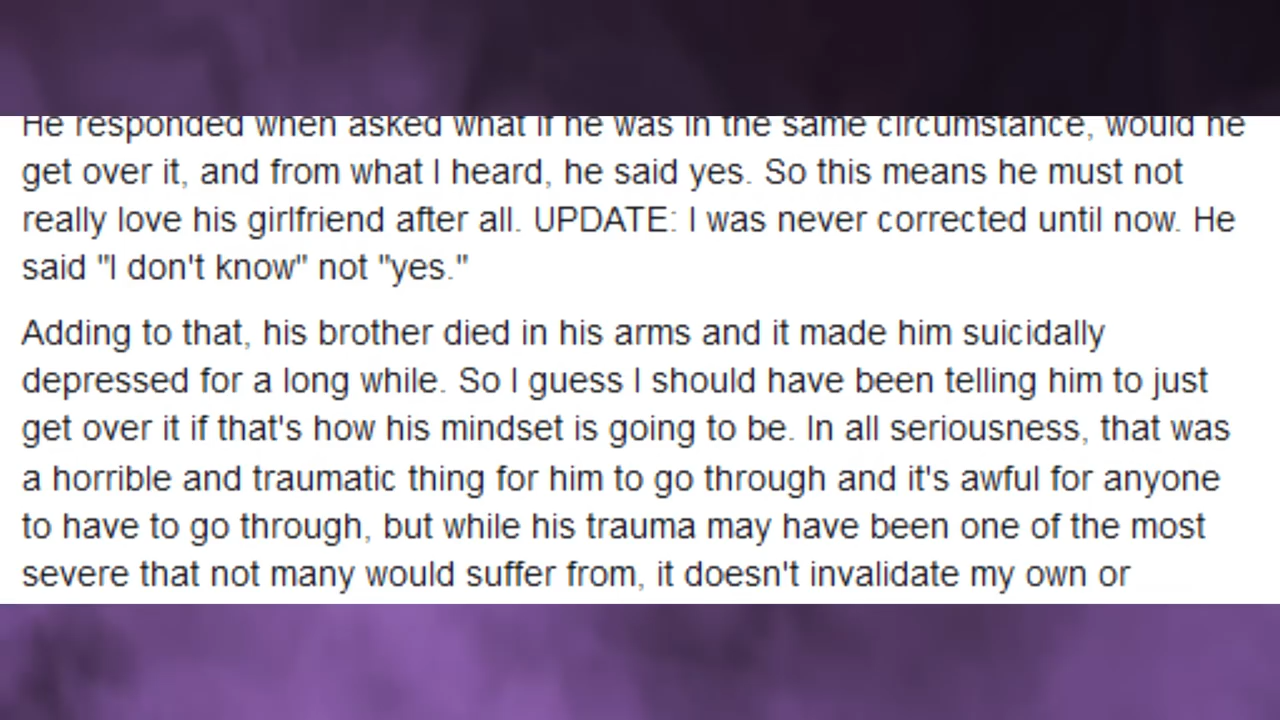 He responded when asked what if he was in the same circumstance, would he
get over it, and from what I heard, he said yes. So this means he must not
really love his girlfriend after all. UPDATE: I was never corrected until now. He
said "I don't know" not "yes."
Adding to that, his brother died in his arms and it made him suicidally
depressed for a long while. So I guess I should have been telling him to just
get over it if that's how his mindset is going to be. In all seriousness, that was
a horrible and traumatic thing for him to go through and it's awful for anyone
to have to go through, but while his trauma may have been one of the most
severe that not many would suffer from, it doesn't invalidate my own or